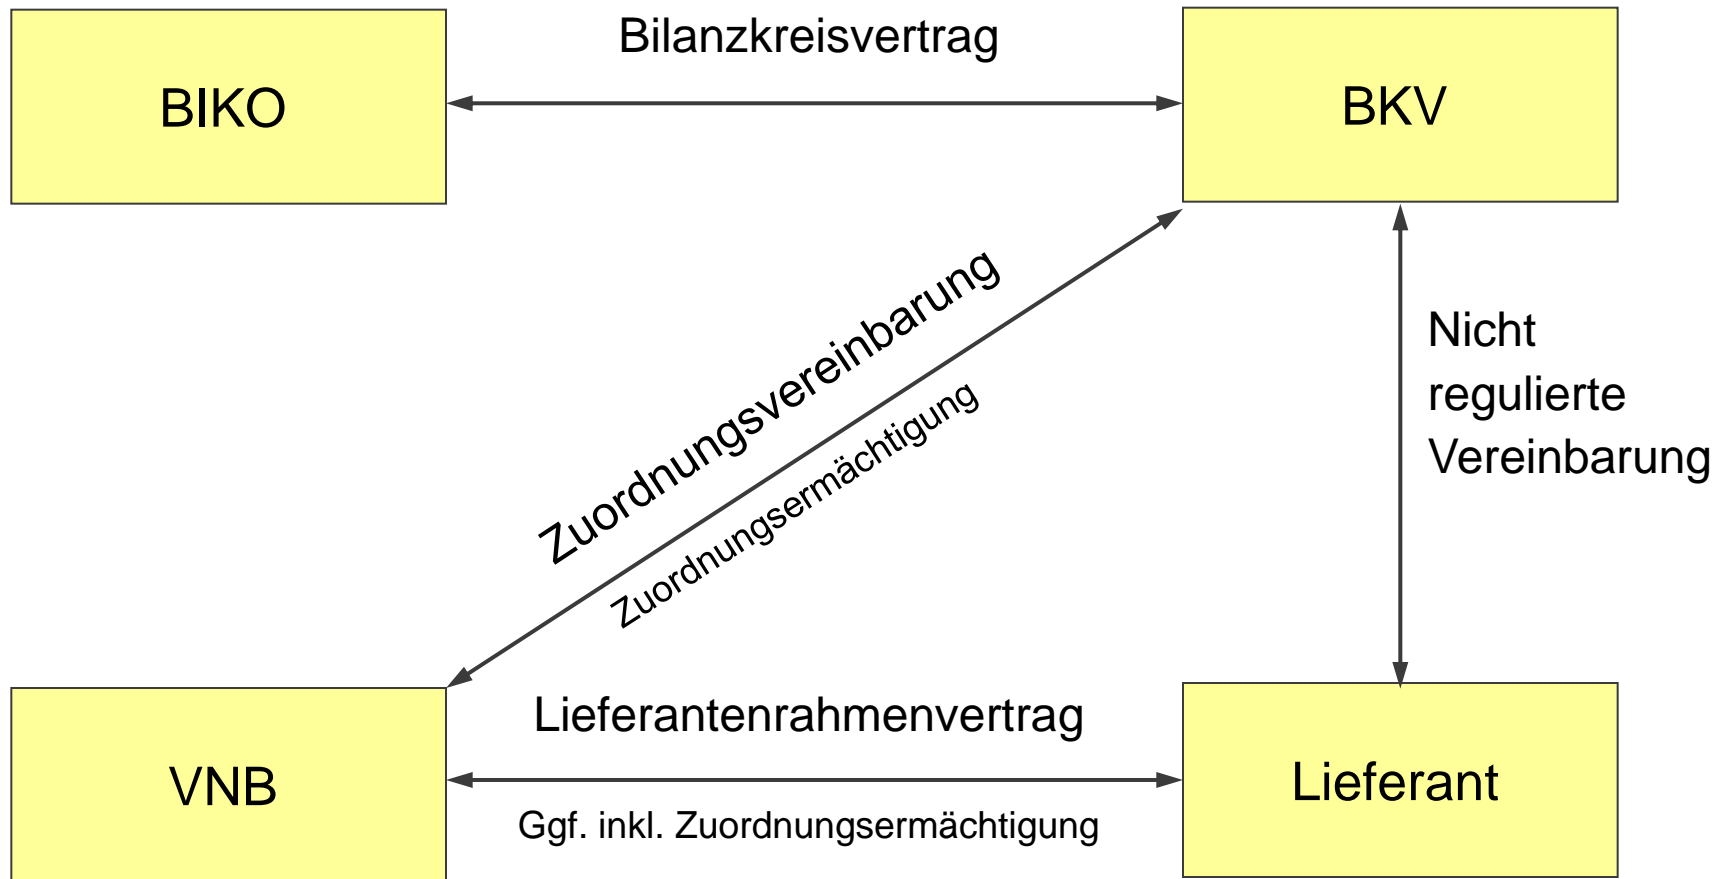 Bilanzkreisvertrag
BIKO
BKV
Zuordnungsvereinbarung
Zuordnungsermächtigung
Nicht
regulierte
Vereinbarung
Lieferantenrahmenvertrag
VNB
Lieferant
Ggf. inkl. Zuordnungsermächtigung